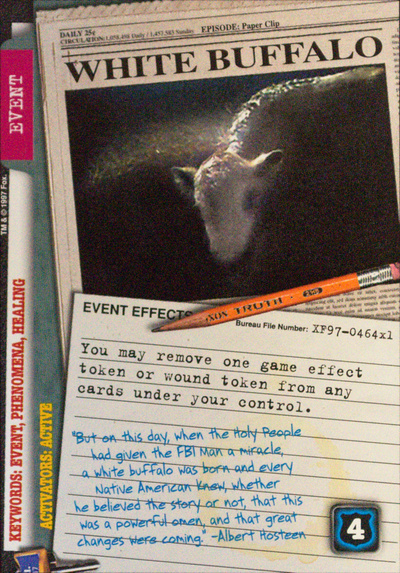 DAILY 25¢
EPISODE: Paper Clip
CIRCULATION: 1,058,498 Daily / 1,457,583 Sunday
WHITE BUFFALO
EVENT
TM & © 1997 Fox.
KEYWORDS: EVENT, PHENOMENA, HEALING
ACTIVATORS: ACTIVE
EVENT EFFECTS
TRUTH
Bureau File Number: XF97-0464x1
You may remove one game effect
token or wound token from any
cards under your control.
"But on this day, when the Holy People
had given the FBI Man a miracle,
a white buffalo was born and every
Native American knew, whether
he believed the story or not, that this
was a powerful omen, and that great
changes were coming." -Albert Hosteen
4